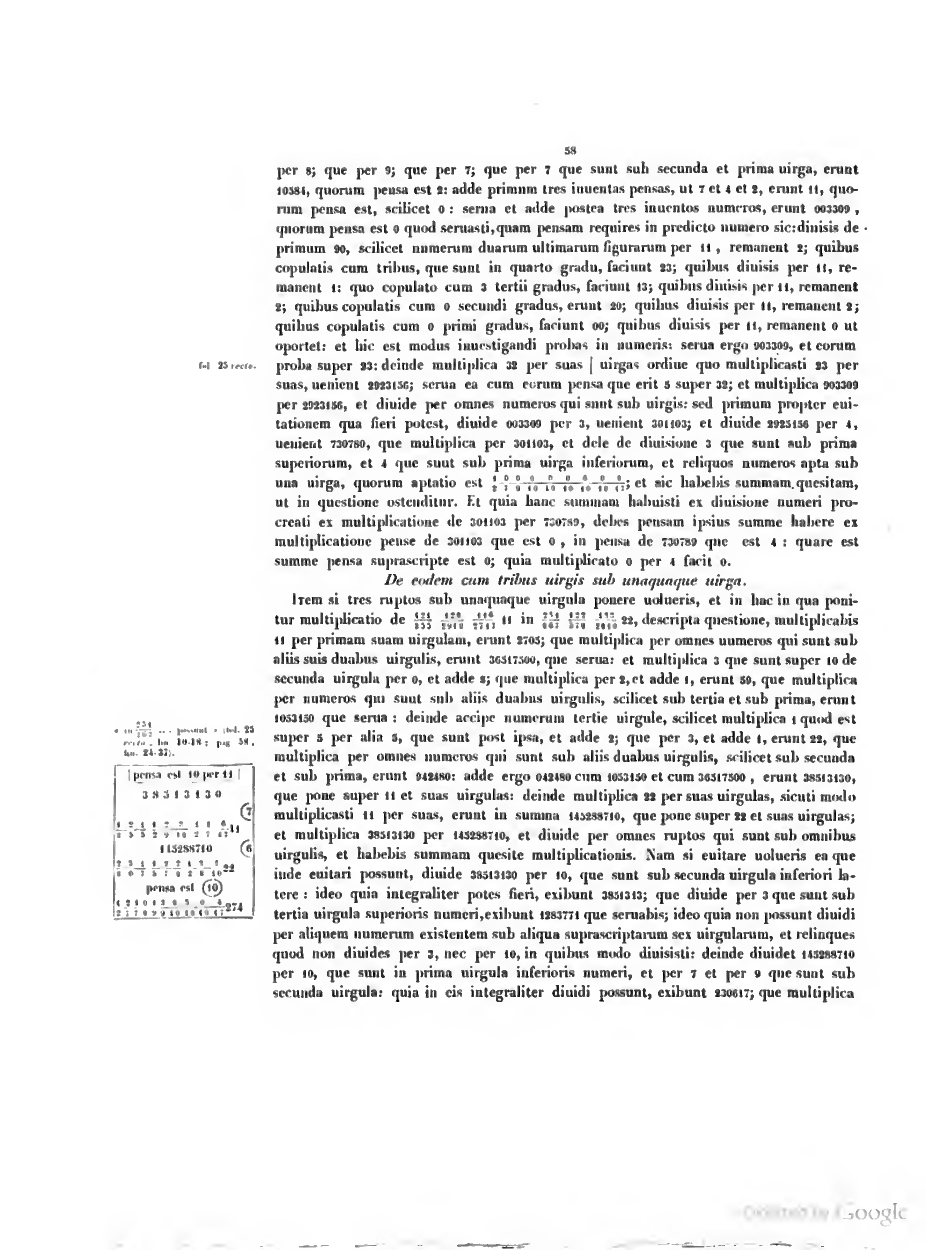 58
per 8; que per 9; que per 7; que per 7 que sunt sub secunda et prima uirga, erunt
10584, quorum pensa est 2: adde primum tres inuentas pensas, ut 7 et 4 et 2, erunt 11, quo-
rum pensa est, scilicet 0 : serua et adde postea tres inuentos numeros, erunt 003309 ,
quorum pensa est 0 quod seruasti, quam pensam requires in predicto numero sic: diuisis de
primum 90, scilicet numerum duarum ultimarum figurarum per 11 , remanent 2; quibus
copulatis cum tribus, que sunt in quarto gradu, faciunt 23; quibus diuisis per 11, re-
manent 1: quo copulato cum 3 tertii gradus, faciunt 13; quibus diuisis per 11, remanent
2; quibus copulatis cum 0 secundi gradus, erunt 20; quibus diuisis per 11, remanent 2;
quibus copulatis cum 0 primi gradus, faciunt 00; quibus diuisis per 11, remanent 0 ut
oportet: et hic est modus inuestigandi probas in numeris: serua ergo 903309, et eorum
fol. 25 recto.
proba super 23: deinde multiplica 32 per suas | uirgas ordine quo multiplicasti 23 per
suas, uenient 2923156; serua ea cum eorum pensa que erit 5 super 32; et multiplica 903309
per 2923156, et diuide per omnes numeros qui sunt sub uirgis: sed primum propter eui-
tationem qua fieri potest, diuide 003309 per 3, uenient 301103; et diuide 2923156 per 4,
uenient 730780, que multiplica per 301103, et dele de diuisione 3 que sunt sub prima
superiorum, et 4 que suut sub prima uirga inferiorum, et reliquos numeros apta sub
una uirga, quorum aptatio est ; et sic habebis summam quesitam,
ut in questione ostenditur. Et quia hanc summam habuisti ex diuisione numeri pro-
creati ex multiplicatione de 301103 per 730789, debes pensam ipsius summe habere ex
multiplicatione pense de 301103 que est 0 , in pensa de 730789 que est 4 : quare est
summe pensa suprascripte est 0; quia multiplicato 0 per 4 facit 0.
De eodem cum tribus uirgis sub unaquaque uirga.
Item si tres ruptos sub unaquaque uirgula ponere uolueris, et in hac in qua poni-
tur multiplicatio de 11 in 22, descripta questione, multiplicabis
11 per primam suam uirgulam, erunt 2705; que multiplica per omnes numeros qui sunt sub
aliis suis duabus uirgulis, erunt 36517500, que serua: et multiplica 3 que sunt super 10 de
secunda uirgula per 0, et adde 2; que multiplica per 2, et adde 1, erunt 59, que multiplica
per numeros qui suut sub aliis duabus uirgulis, scilicet sub tertia et sub prima, erunt
1053150 que serua : deinde accipe numerum tertie uirgule, scilicet multiplica 1 quod est
super 5 per alia 5, que sunt post ipsa, et adde 2; que per 3, et adde 1, erunt 22, que
multiplica per omnes numeros qui sunt sub aliis duabus uirgulis, scilicet sub secunda
et sub prima, erunt 942480: adde ergo 042480 cum 1053150 et cum 36517500 , erunt 38513130,
que pone super 11 et suas uirgulas: deinde multiplica 22 per suas uirgulas, sicuti modo
multiplicasti 11 per suas, erunt in summa 145288710, que pone super 22 et suas uirgulas;
et multiplica 38513130 per 145288710, et diuide per omnes ruptos qui sunt sub omnibus
uirgulis, et habebis summam quesite multiplicationis. Nam si euitare uolueris ea que
inde euitari possunt, diuide 38513130 per 10, que sunt sub secunda uirgula inferiori la-
tere : ideo quia integraliter potes fieri, exibunt 3851313; que diuide per 3 que sunt sub
tertia uirgula superioris numeri, exibunt 1283771 que seruabis; ideo quia non possunt diuidi
per aliquem numerum existentem sub aliqua suprascriptarum sex uirgularum, et relinques
quod non diuides per 3, nec per 10, in quibus modo diuisisti: deinde diuidet 145288710
per 10, que sunt in prima uirgula inferioris numeri, et per 7 et per 9 que sunt sub
secunda uirgula: quia in eis integraliter diuidi possunt, exibunt 230617; que multiplica
possunt » (fol. 25
recto, lin. 10-18; pag. 58,
lin. 24-37).
pensa est 10 per 11
3 8 5 1 3 1 3 0
7
11
145288710
6
22
pensa est 10
274
Google